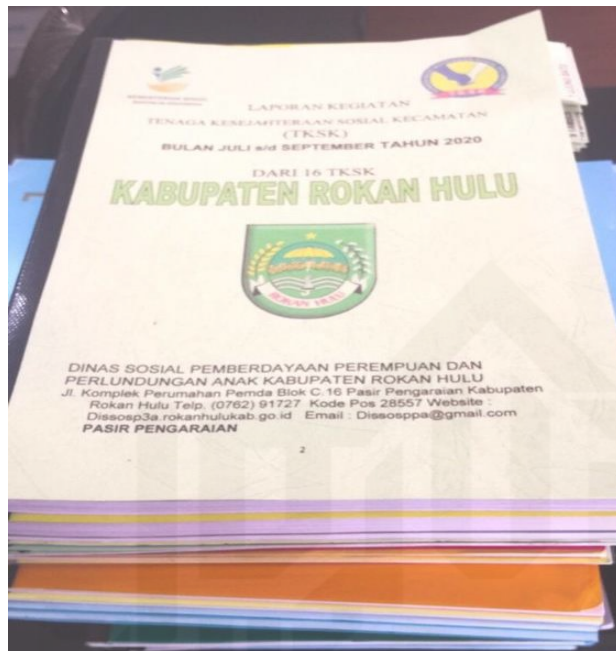 LAPORAN KEGIATAN
TENAGA KESEJAHTERAAN SOSIAL KECAMATAN
(TKSK)
BULAN JULI s/d SEPTEMBER TAHUN 2020
DARI 16 TKSK
KABUPATEN ROKAN HULU
ROKAN HULU
DINAS SOSIAL PEMBERDAYAAN PEREMPUAN DAN
PERLUNDUNGAN ANAK KABUPATEN ROKAN HULU
Jl. Komplek Perumahan Pemda Blok C.16 Pasir Pengaraian Kabupaten
Rokan Hulu Telp. (0762) 91727 Kode Pos 28557 Website :
Dissosp3a.rokanhulukab.go.id Email : Dissosppa@gmail.com
PASIR PENGARAIAN
2